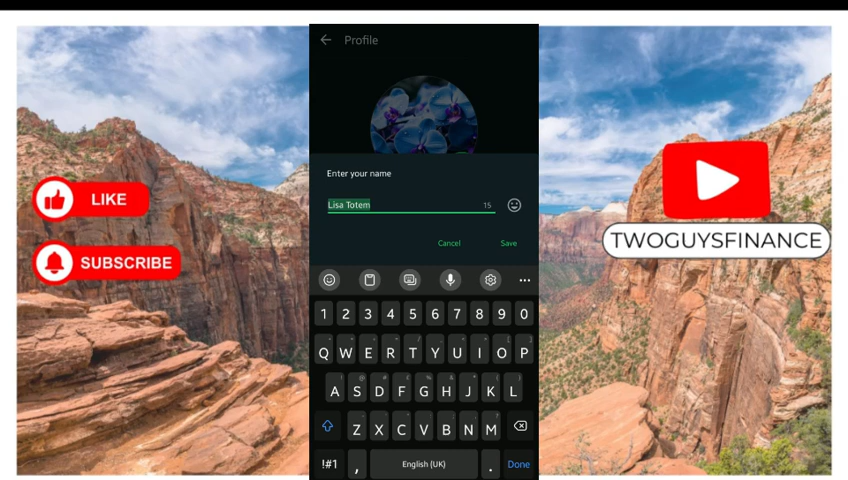 Profile
Enter your name
Lisa Totem
15
Cancel
Save
LIKE
SUBSCRIBE
TWOGUYSFINANCE
1 2 3 4 5 6 7 8 9 0
Q W E R T Y U I O P
A S D F G H J K L
Z X C V B N M
!#1 , English (UK) . Done